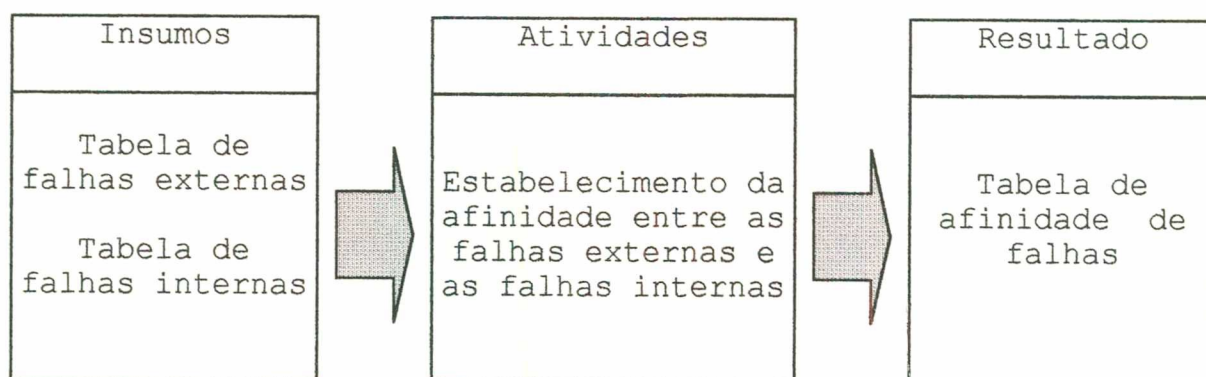 Insumos
Tabela de
falhas externas
Tabela de
falhas internas
Atividades
Estabelecimento da
afinidade entre as
falhas externas e
as falhas internas
Resultado
Tabela de
afinidade de
falhas